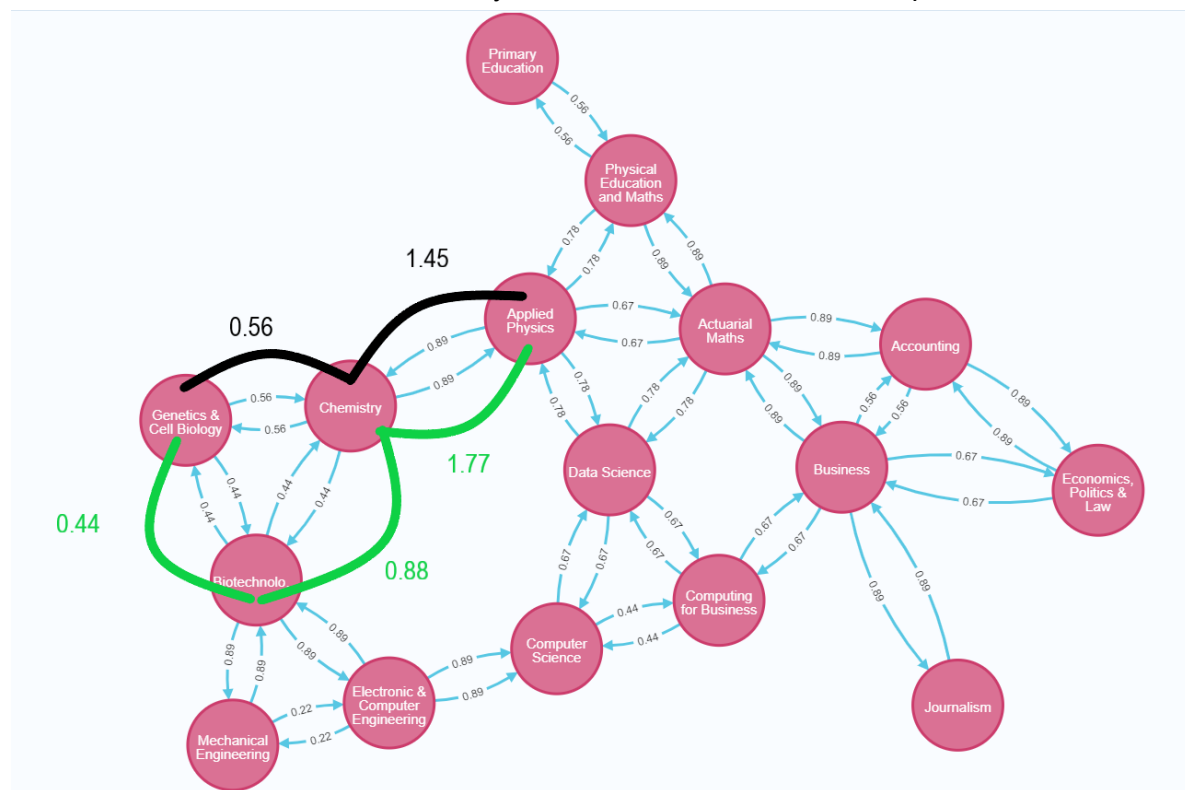 Primary
Education
0.56
0.56
Physical
Education
and Maths
0.78
0.78
0.89
0.89
1.45
0.56
Applied
Physics
0.67
0.67
Actuarial
Maths
0.89
0.89
Accounting
0.89
0.89
Genetics &
Cell Biology
0.56
0.56
Chemistry
0.78
0.78
0.78
0.78
0.89
0.89
0.56
0.56
0.89
0.89
1.77
Data Science
Business
0.67
0.67
Economics,
Politics &
Law
0.44
0.44
0.44
0.44
0.44
0.88
Biotechnolo...
0.67
0.67
0.67
0.67
0.67
0.67
Computing
for Business
0.44
0.44
Computer
Science
0.89
0.89
0.89
0.89
0.89
0.89
0.89
0.89
Electronic &
Computer
Engineering
0.22
0.22
Mechanical
Engineering
Journalism